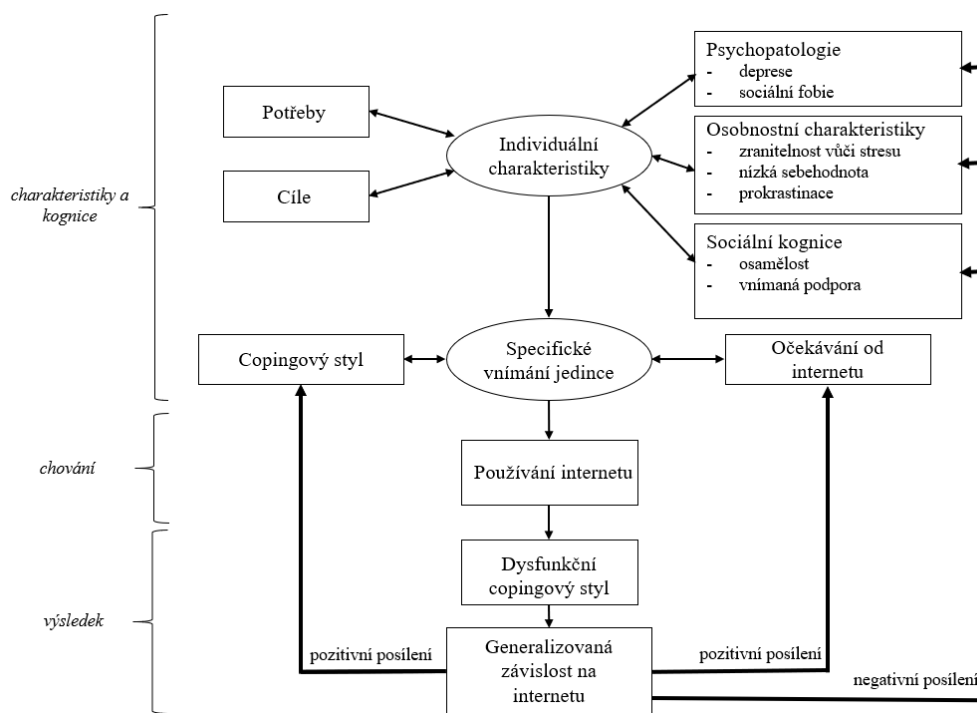 Psychopatologie
- deprese
- sociální fobie
Potřeby
Individuální
charakteristiky
Osobnostní charakteristiky
- zranitelnost vůči stresu
- nízká sebehodnota
- prokrastinace
charakteristiky a
kognice
Cíle
Sociální kognice
- osamělost
- vnímaná podpora
Copingový styl
Specifické
vnímání jedince
Očekávání od
internetu
chování
Používání internetu
Dysfunkční
copingový styl
výsledek
pozitivní posílení
Generalizovaná
závislost na
internetu
pozitivní posílení
negativní posílení